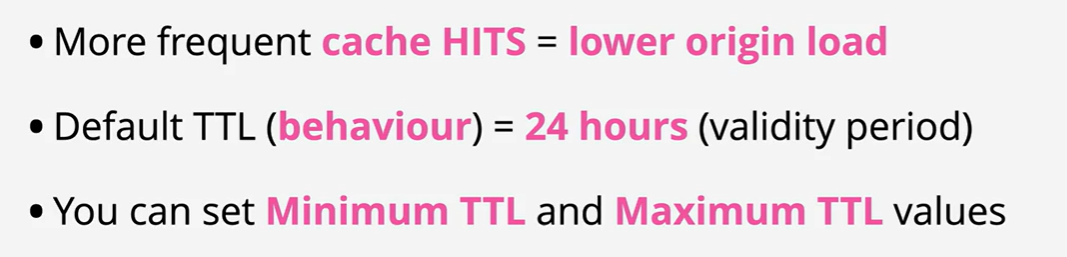 • More frequent cache HITS = lower origin load
• Default TTL (behaviour) = 24 hours (validity period)
• You can set Minimum TTL and Maximum TTL values